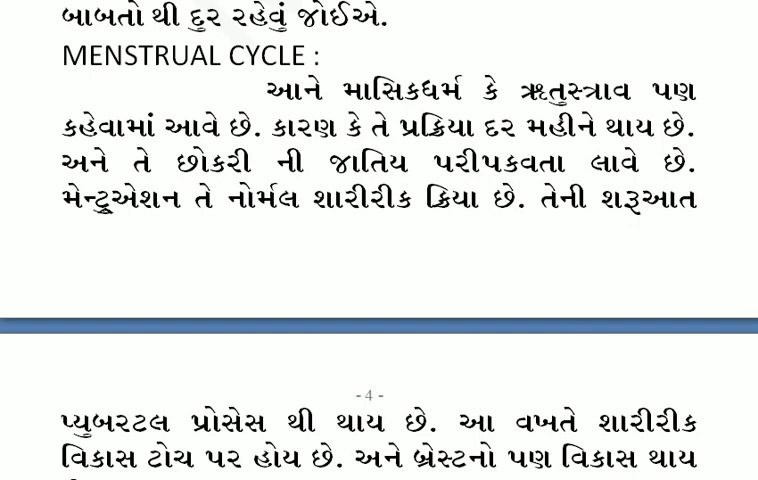 બાબતો થી દુર રહેવું જોઈએ.
MENSTRUAL CYCLE :
આને માસિકધર્મ કે ઋતુસ્ત્રાવ પણ
કહેવામાં આવે છે. કારણ કે તે પ્રક્રિયા દર મહીને થાય છે.
અને તે છોકરી ની જાતિય પરીપકવતા લાવે છે.
મેન્ટ્રુએશન તે નોર્મલ શારીરીક ક્રિયા છે. તેની શરૂઆત
- 4 -
પ્યુબરટલ પ્રોસેસ થી થાય છે. આ વખતે શારીરીક
વિકાસ ટોચ પર હોય છે. અને બ્રેસ્ટનો પણ વિકાસ થાય